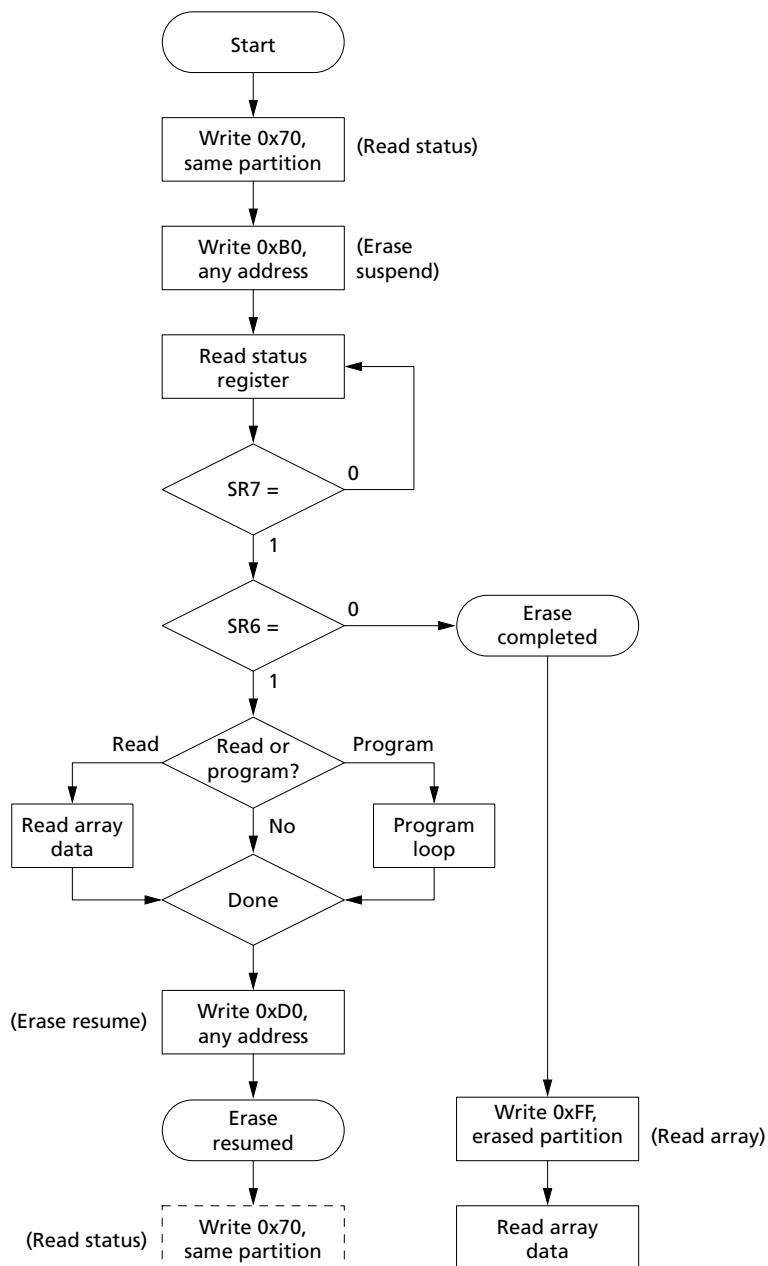 Start
Write 0x70,
same partition
(Read status)
Write 0xB0,
any address
(Erase
suspend)
Read status
register
SR7 =
0
1
SR6 =
0
Erase
completed
1
Read
Read or
program?
Program
Read array
data
No
Program
loop
Done
(Erase resume)
Write 0xD0,
any address
Erase
resumed
Write 0xFF,
erased partition
(Read array)
(Read status)
Write 0x70,
same partition
Read array
data